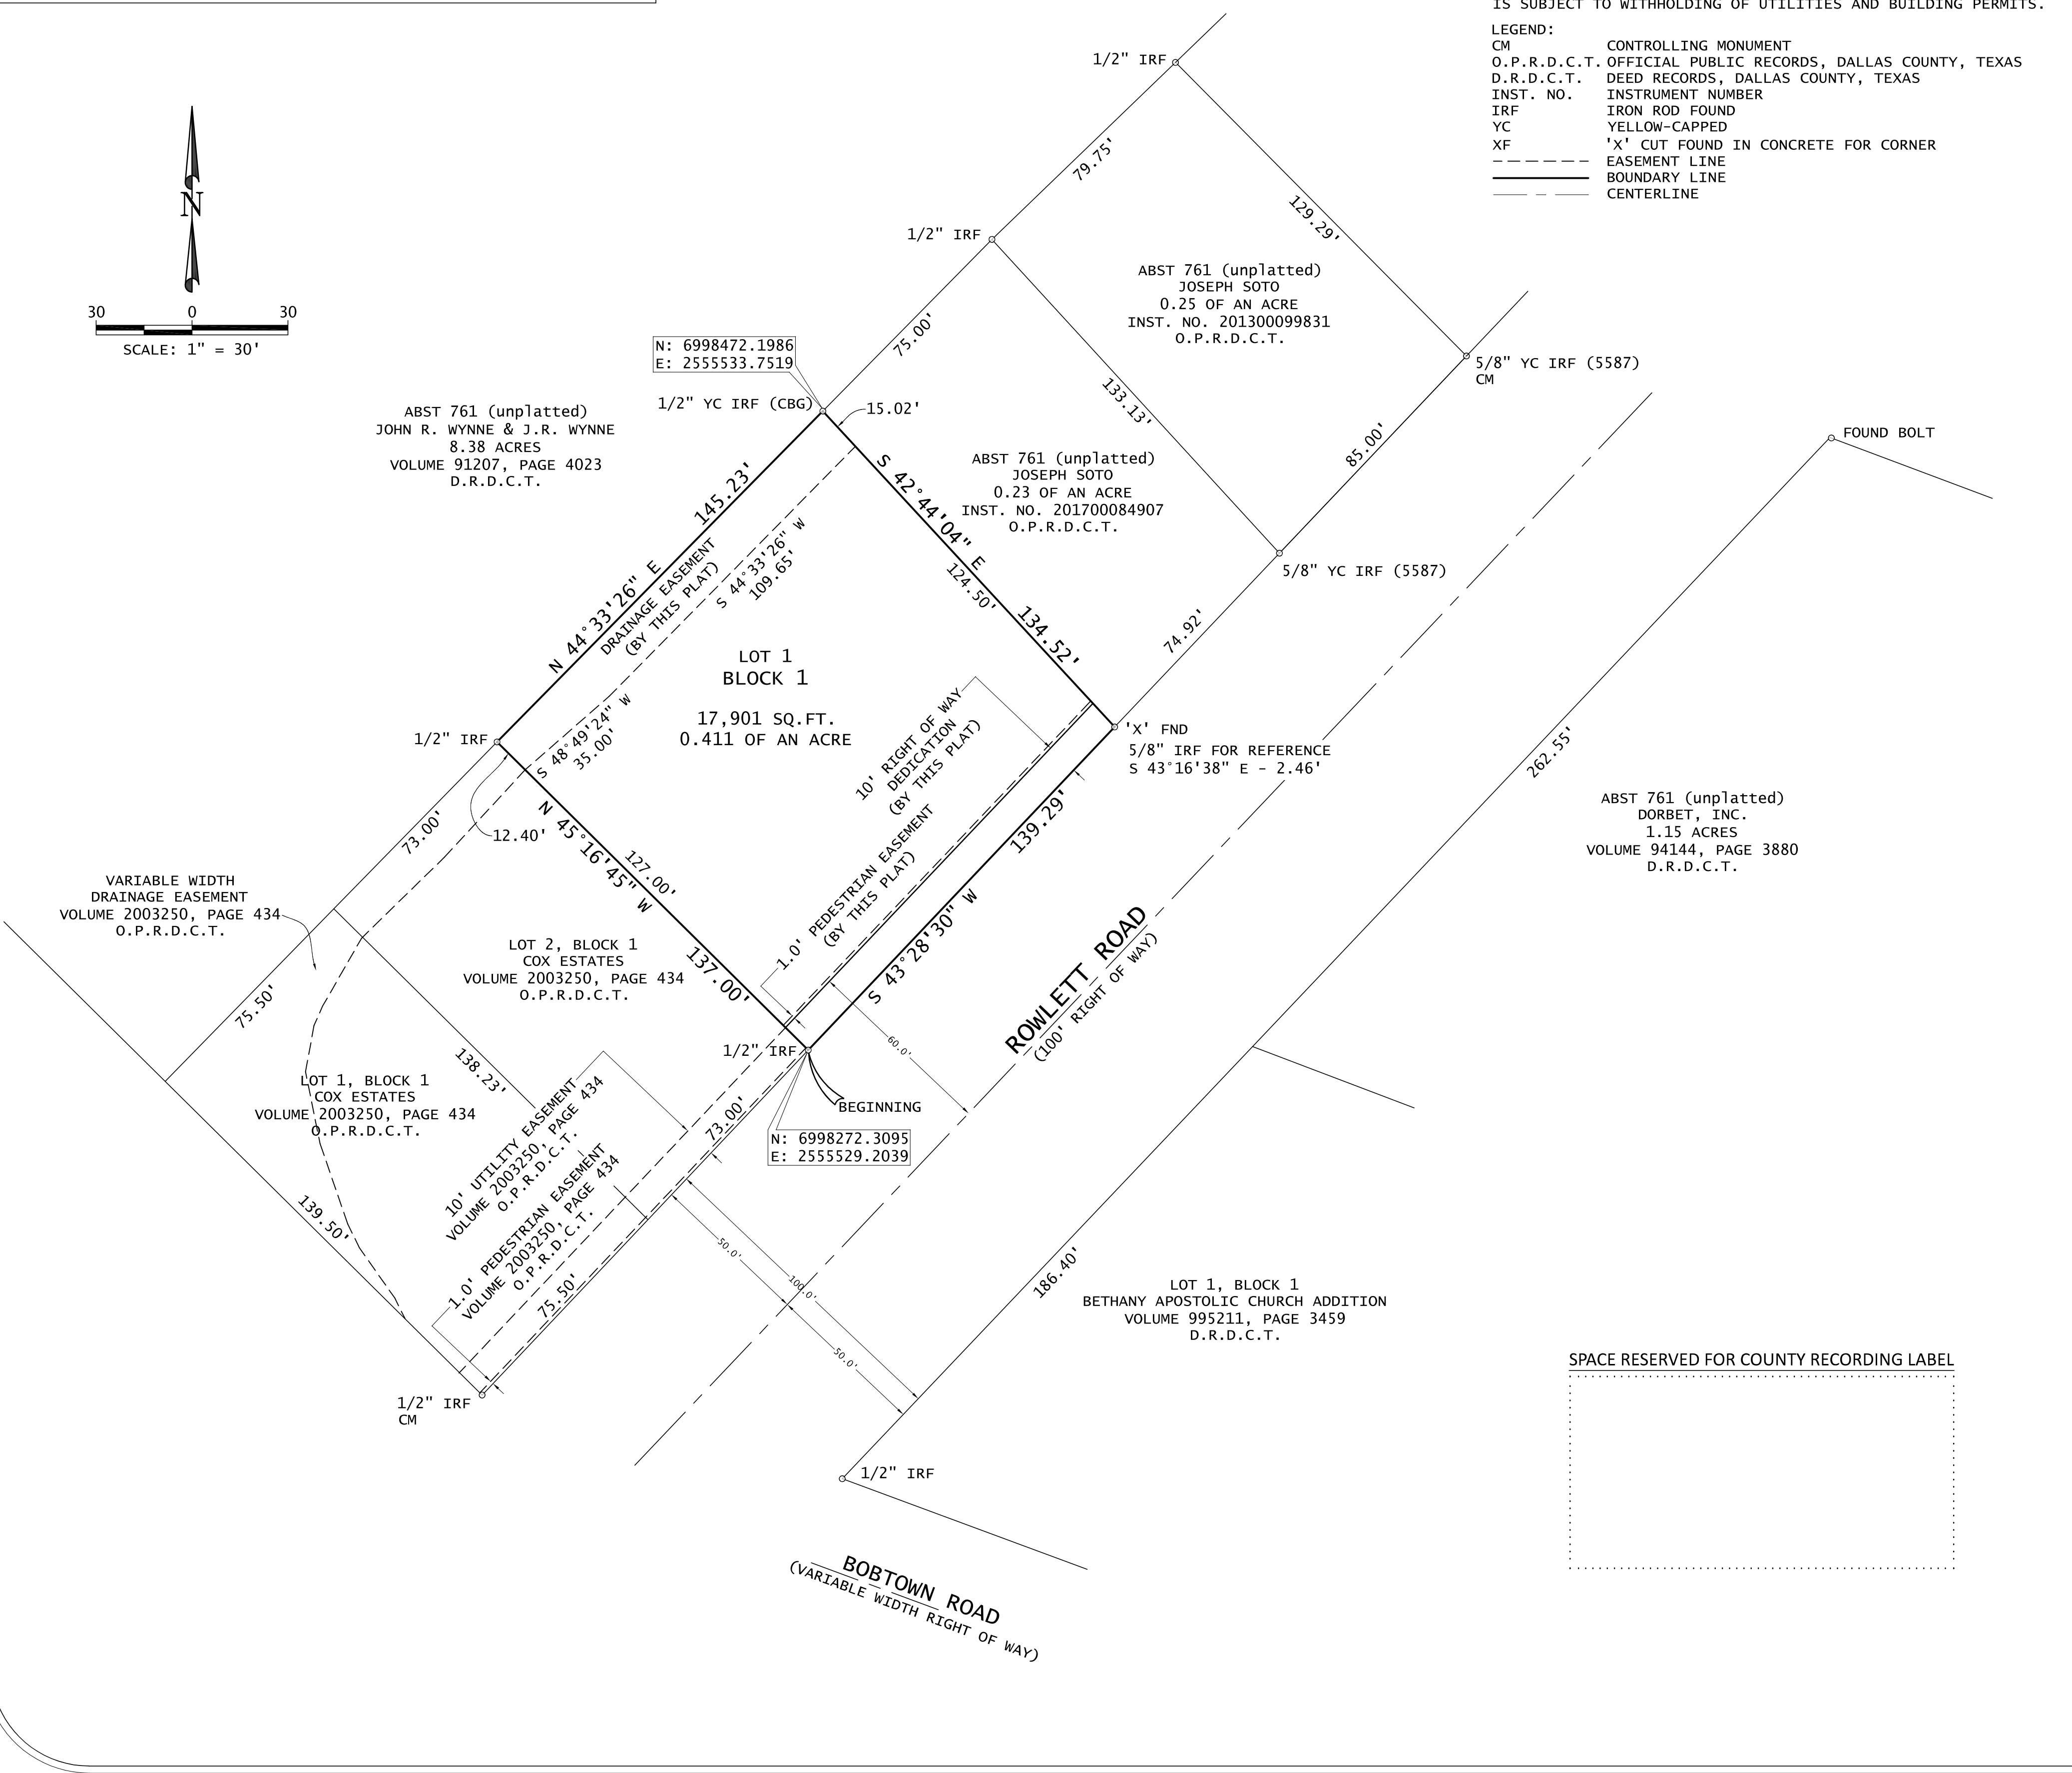 IS SUBJECT TO WITHHOLDING OF UTILITIES AND BUILDING PERMITS.
LEGEND:
CM CONTROLLING MONUMENT
O.P.R.D.C.T. OFFICIAL PUBLIC RECORDS, DALLAS COUNTY, TEXAS
D.R.D.C.T. DEED RECORDS, DALLAS COUNTY, TEXAS
INST. NO. INSTRUMENT NUMBER
IRF IRON ROD FOUND
YC YELLOW-CAPPED
XF 'X' CUT FOUND IN CONCRETE FOR CORNER
EASEMENT LINE
BOUNDARY LINE
CENTERLINE
N
30 0 30
SCALE: 1" = 30'
1/2" IRF
79.75'
129.29'
1/2" IRF
ABST 761 (unplatted)
JOSEPH SOTO
0.25 OF AN ACRE
INST. NO. 201300099831
O.P.R.D.C.T.
75.00'
133.13'
5/8" YC IRF (5587)
CM
85.00'
N: 6998472.1986
E: 2555533.7519
1/2" YC IRF (CBG)
15.02'
ABST 761 (unplatted)
JOHN R. WYNNE & J.R. WYNNE
8.38 ACRES
VOLUME 91207, PAGE 4023
D.R.D.C.T.
FOUND BOLT
ABST 761 (unplatted)
JOSEPH SOTO
0.23 OF AN ACRE
INST. NO. 201700084907
O.P.R.D.C.T.
N 44°33'26" E
145.23'
DRAINAGE EASEMENT
(BY THIS PLAT)
S 44°33'26" W
109.65'
S 42°44'04" E
134.52'
124.50'
5/8" YC IRF (5587)
74.92'
LOT 1
BLOCK 1
17,901 SQ.FT.
0.411 OF AN ACRE
1/2" IRF
S 48°49'24" W
35.00'
12.40'
10' RIGHT OF WAY
DEDICATION
(BY THIS PLAT)
'X' FND
5/8" IRF FOR REFERENCE
S 43°16'38" E - 2.46'
262.55'
1.0' PEDESTRIAN EASEMENT
(BY THIS PLAT)
S 43°28'30" W
139.29'
ABST 761 (unplatted)
DORBET, INC.
1.15 ACRES
VOLUME 94144, PAGE 3880
D.R.D.C.T.
N 45°16'45" W
137.00'
127.00'
73.00'
VARIABLE WIDTH
DRAINAGE EASEMENT
VOLUME 2003250, PAGE 434
O.P.R.D.C.T.
LOT 2, BLOCK 1
COX ESTATES
VOLUME 2003250, PAGE 434
O.P.R.D.C.T.
75.50'
138.23'
ROWLETT ROAD
(100' RIGHT OF WAY)
60.0'
1/2" IRF
BEGINNING
N: 6998272.3095
E: 2555529.2039
LOT 1, BLOCK 1
COX ESTATES
VOLUME 2003250, PAGE 434
O.P.R.D.C.T.
10' UTILITY EASEMENT
VOLUME 2003250, PAGE 434
O.P.R.D.C.T.
1.0' PEDESTRIAN EASEMENT
VOLUME 2003250, PAGE 434
O.P.R.D.C.T.
73.00'
75.50'
139.50'
50.0'
100.0'
50.0'
186.40'
LOT 1, BLOCK 1
BETHANY APOSTOLIC CHURCH ADDITION
VOLUME 995211, PAGE 3459
D.R.D.C.T.
1/2" IRF
CM
1/2" IRF
SPACE RESERVED FOR COUNTY RECORDING LABEL
BOBTOWN ROAD
(VARIABLE WIDTH RIGHT OF WAY)